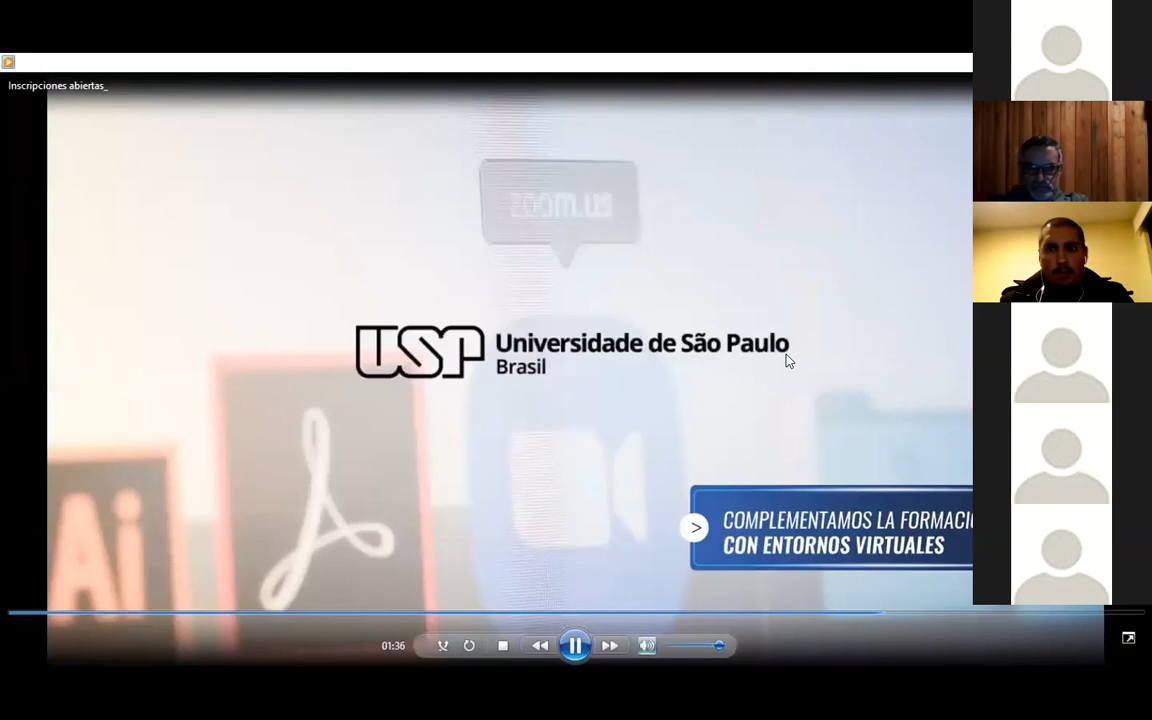 Inscripciones abiertas_
zoom.us
USP Universidade de São Paulo
Brasil
Ai
> COMPLEMENTAMOS LA FORMACI
CON ENTORNOS VIRTUALES
01:36